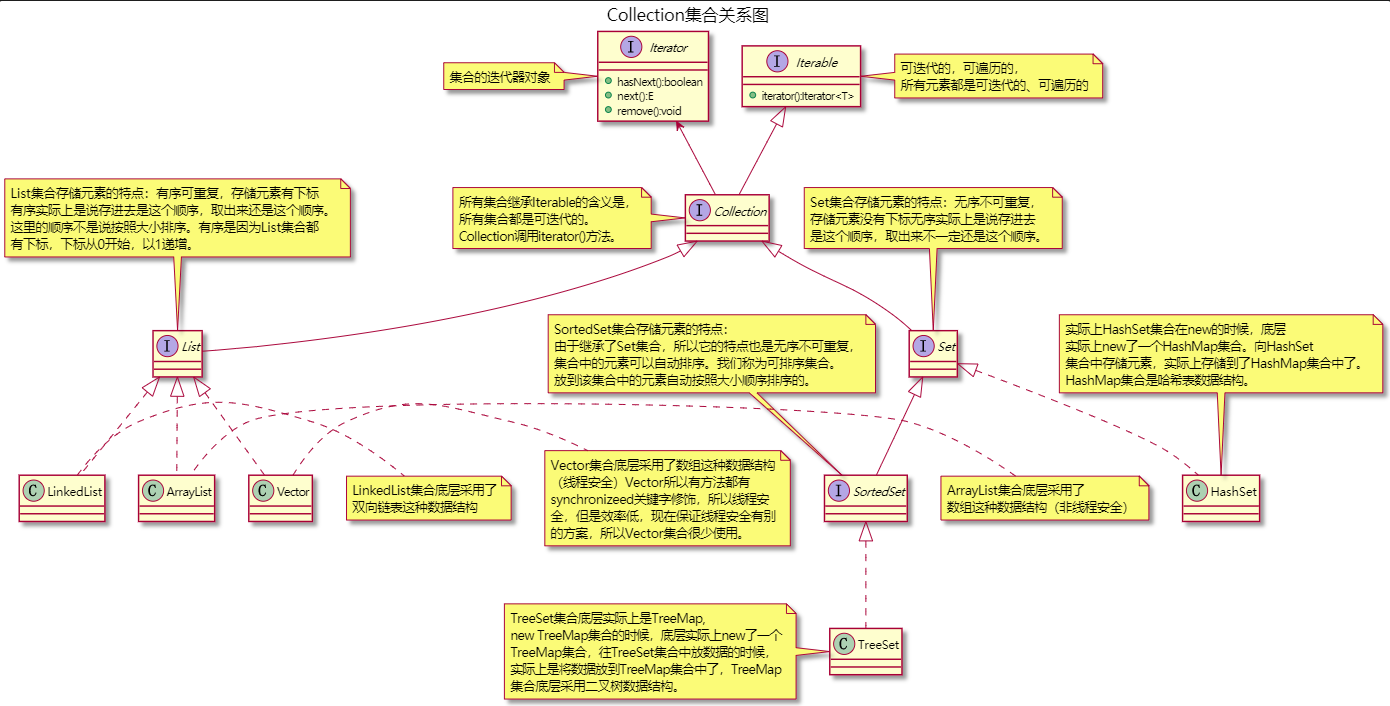 Collection集合关系图
集合的迭代器对象
I Iterator
hasNext():boolean
next():E
remove():void
I Iterable
iterator():Iterator<T>
可迭代的，可遍历的，
所有元素都是可迭代的、可遍历的
List集合存储元素的特点：有序可重复，存储元素有下标
有序实际上是说存进去是这个顺序，取出来还是这个顺序。
这里的顺序不是说按照大小排序。有序是因为List集合都
有下标，下标从0开始，以1递增。
所有集合继承Iterable的含义是，
所有集合都是可迭代的。
Collection调用iterator()方法。
I Collection
Set集合存储元素的特点：无序不可重复，
存储元素没有下标无序实际上是说存进去
是这个顺序，取出来不一定还是这个顺序。
I List
SortedSet集合存储元素的特点：
由于继承了Set集合，所以它的特点也是无序不可重复，
集合中的元素可以自动排序。我们称为可排序集合。
放到该集合中的元素自动按照大小顺序排序的。
I Set
实际上HashSet集合在new的时候，底层
实际上new了一个HashMap集合。向HashSet
集合中存储元素，实际上存储到了HashMap集合中了。
HashMap集合是哈希表数据结构。
C LinkedList
C ArrayList
C Vector
LinkedList集合底层采用了
双向链表这种数据结构
Vector集合底层采用了数组这种数据结构
（线程安全）Vector所以有方法都有
synchronizeed关键字修饰，所以线程安
全，但是效率低，现在保证线程安全有别
的方案，所以Vector集合很少使用。
I SortedSet
ArrayList集合底层采用了
数组这种数据结构（非线程安全）
C HashSet
TreeSet集合底层实际上是TreeMap,
new TreeMap集合的时候，底层实际上new了一个
TreeMap集合，往TreeSet集合中放数据的时候，
实际上是将数据放到TreeMap集合中了，TreeMap
集合底层采用二叉树数据结构。
C TreeSet